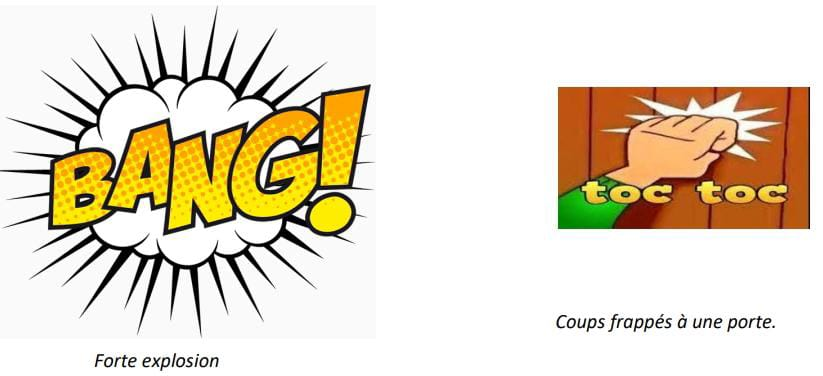 BANG!
toc toc
Coups frappés à une porte.
Forte explosion